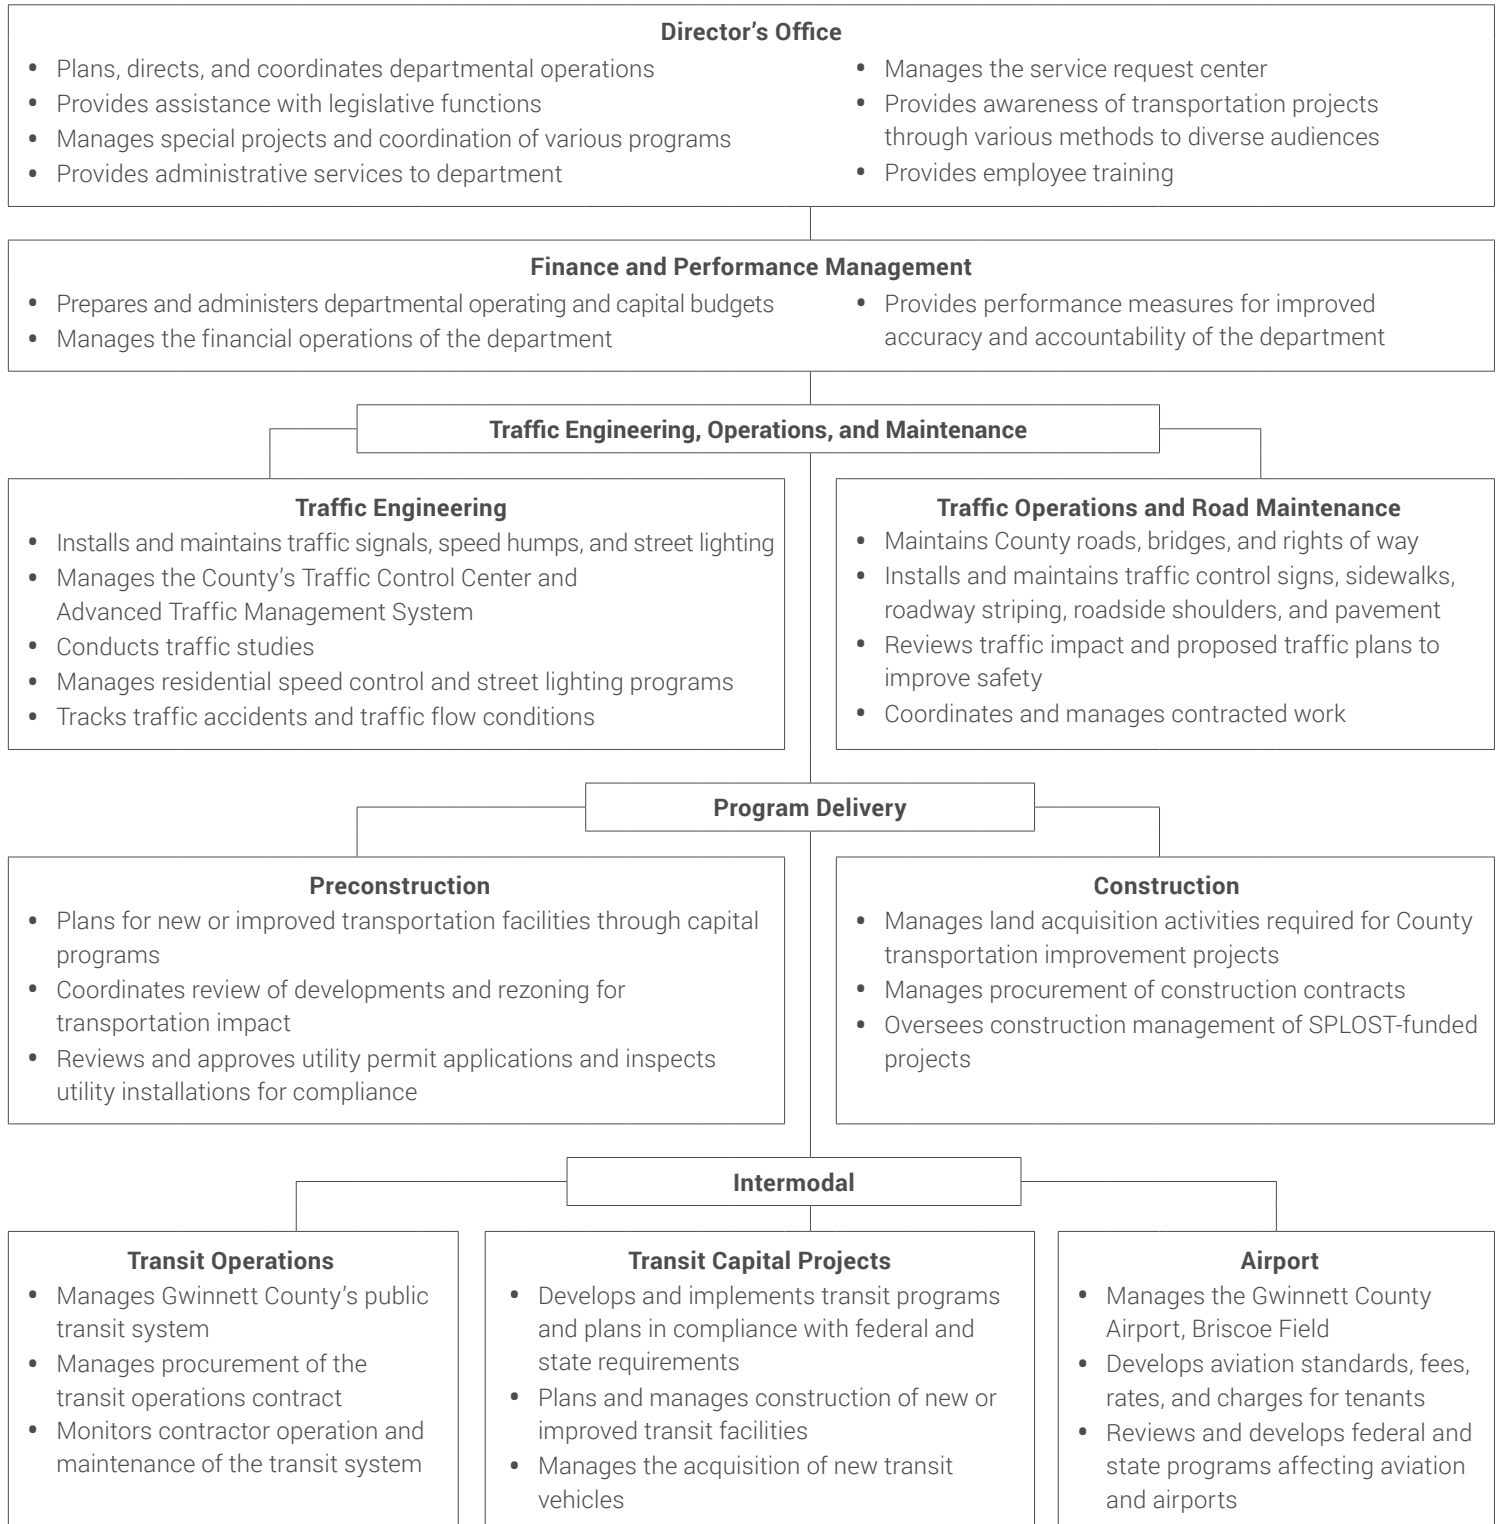 Director’s Office
• Plans, directs, and coordinates departmental operations
• Provides assistance with legislative functions
• Manages special projects and coordination of various programs
• Provides administrative services to department
• Manages the service request center
• Provides awareness of transportation projects
through various methods to diverse audiences
• Provides employee training
Finance and Performance Management
• Prepares and administers departmental operating and capital budgets
• Manages the financial operations of the department
• Provides performance measures for improved
accuracy and accountability of the department
Traffic Engineering, Operations, and Maintenance
Traffic Engineering
• Installs and maintains traffic signals, speed humps, and street lighting
• Manages the County’s Traffic Control Center and
Advanced Traffic Management System
• Conducts traffic studies
• Manages residential speed control and street lighting programs
• Tracks traffic accidents and traffic flow conditions
Traffic Operations and Road Maintenance
• Maintains County roads, bridges, and rights of way
• Installs and maintains traffic control signs, sidewalks,
roadway striping, roadside shoulders, and pavement
• Reviews traffic impact and proposed traffic plans to
improve safety
• Coordinates and manages contracted work
Program Delivery
Preconstruction
• Plans for new or improved transportation facilities through capital
programs
• Coordinates review of developments and rezoning for
transportation impact
• Reviews and approves utility permit applications and inspects
utility installations for compliance
Construction
• Manages land acquisition activities required for County
transportation improvement projects
• Manages procurement of construction contracts
• Oversees construction management of SPLOST-funded
projects
Intermodal
Transit Operations
• Manages Gwinnett County’s public
transit system
• Manages procurement of the
transit operations contract
• Monitors contractor operation and
maintenance of the transit system
Transit Capital Projects
• Develops and implements transit programs
and plans in compliance with federal and
state requirements
• Plans and manages construction of new or
improved transit facilities
• Manages the acquisition of new transit
vehicles
Airport
• Manages the Gwinnett County
Airport, Briscoe Field
• Develops aviation standards, fees,
rates, and charges for tenants
• Reviews and develops federal and
state programs affecting aviation
and airports